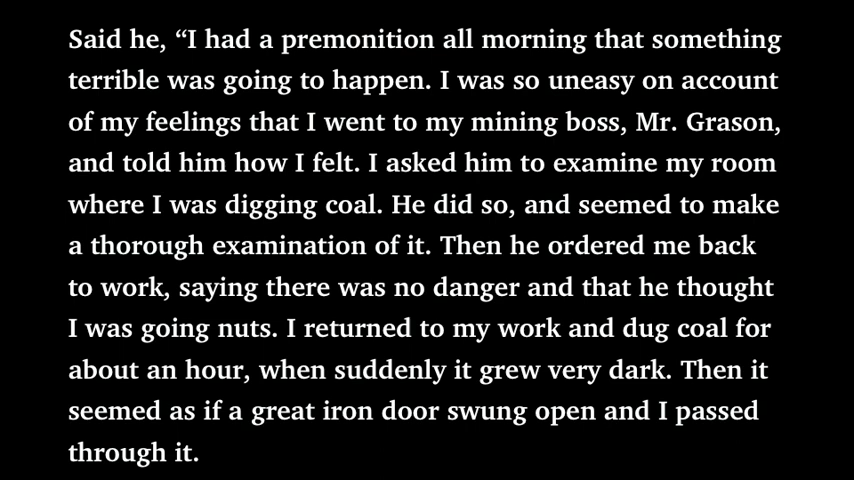 Said he, “I had a premonition all morning that something
terrible was going to happen. I was so uneasy on account
of my feelings that I went to my mining boss, Mr. Grason,
and told him how I felt. I asked him to examine my room
where I was digging coal. He did so, and seemed to make
a thorough examination of it. Then he ordered me back
to work, saying there was no danger and that he thought
I was going nuts. I returned to my work and dug coal for
about an hour, when suddenly it grew very dark. Then it
seemed as if a great iron door swung open and I passed
through it.